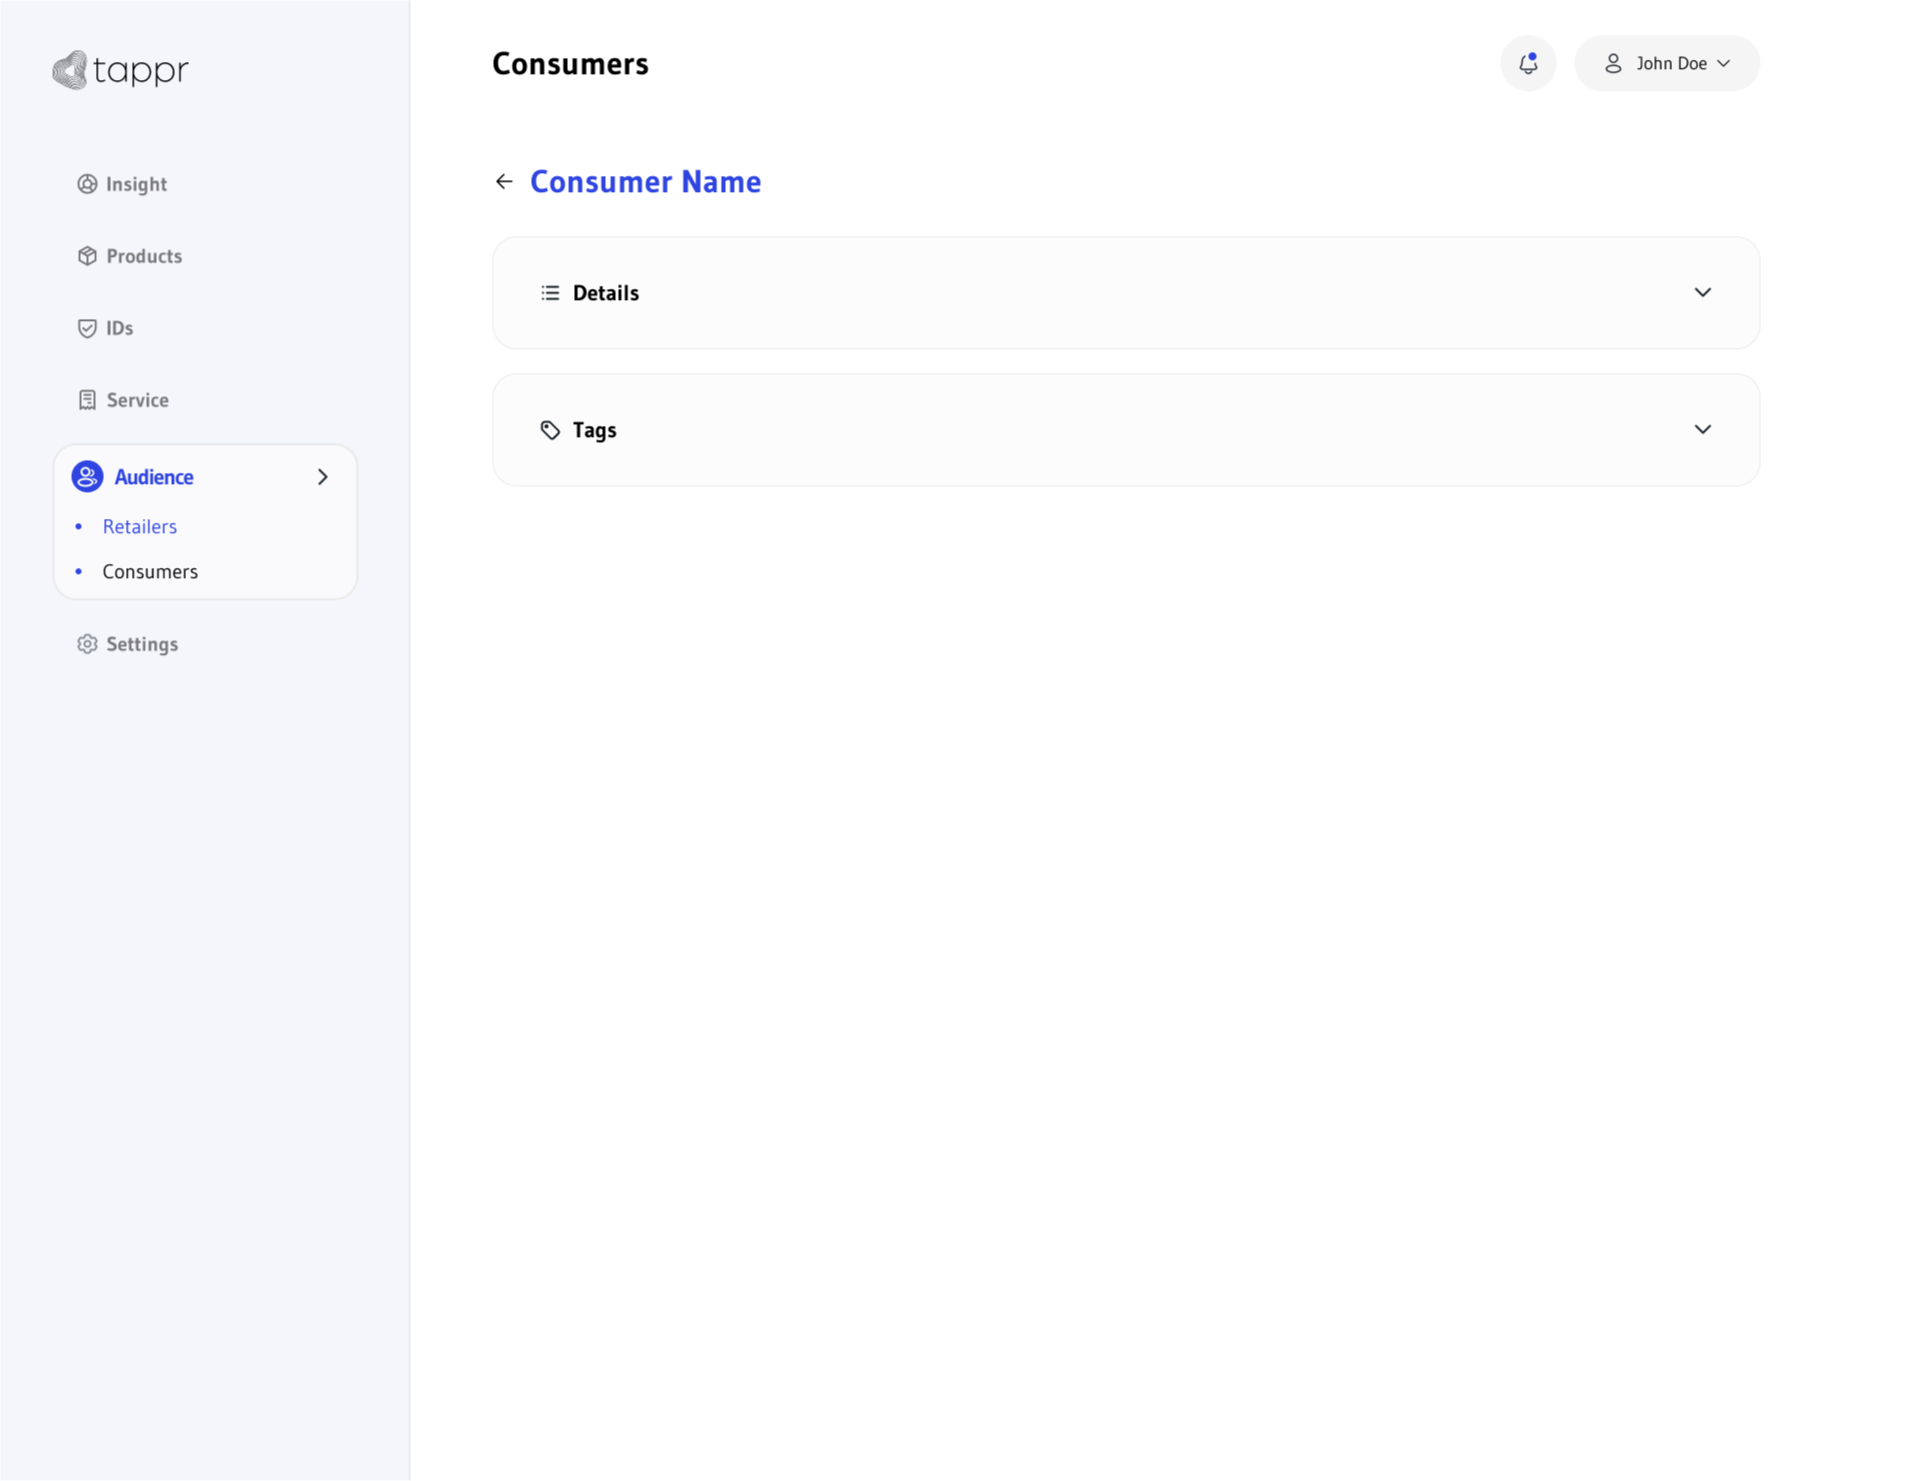 tappr
Insight
Products
IDs
Service
Audience
Retailers
Consumers
Settings
Consumers
John Doe
Consumer Name
Details
Tags